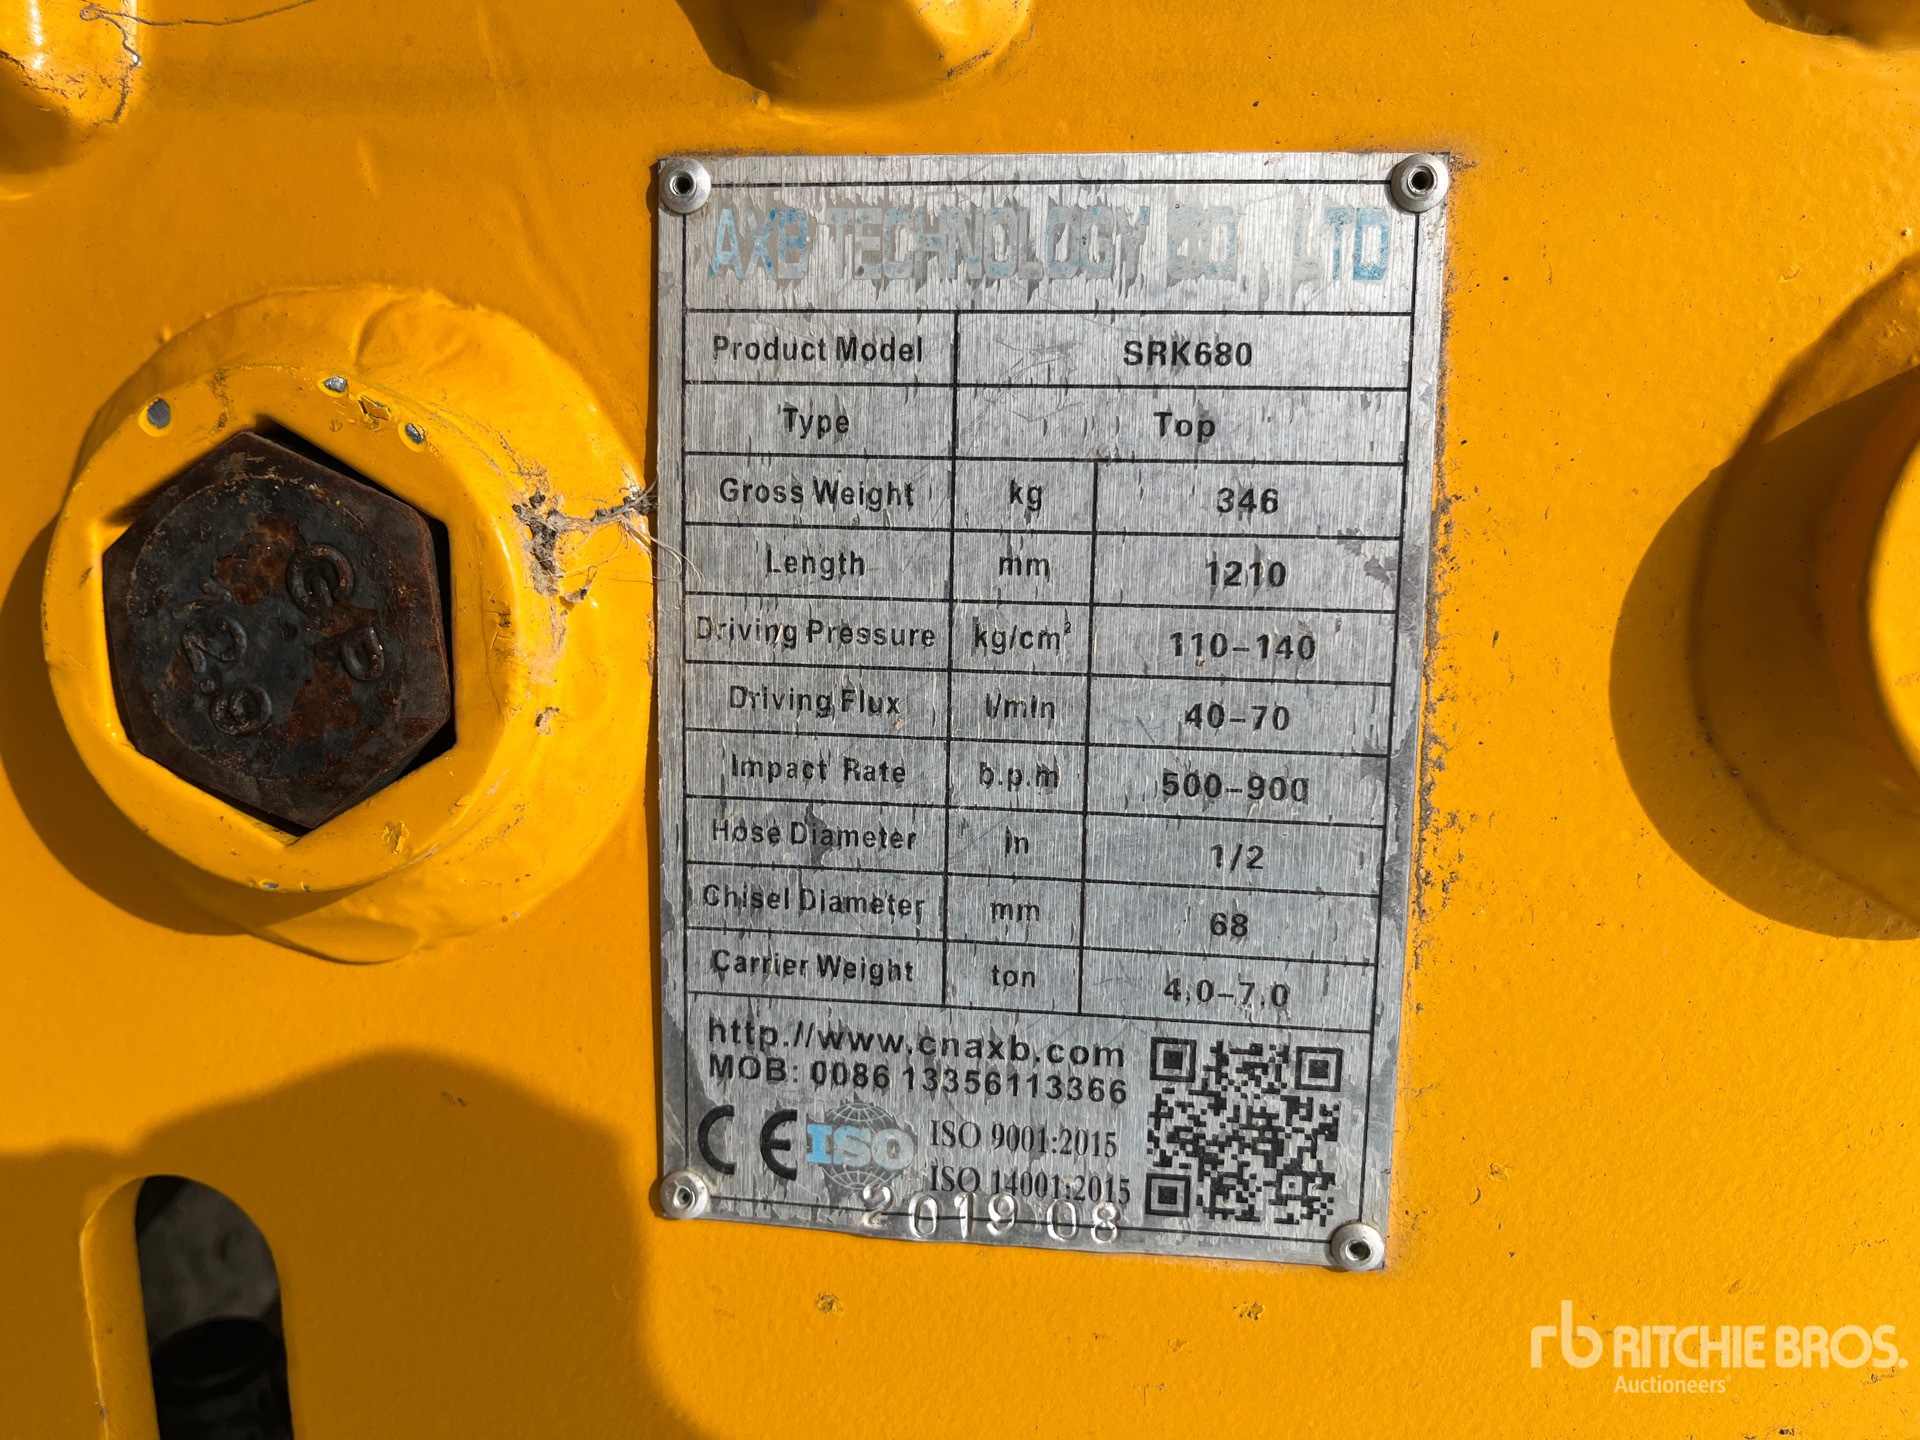 AXB TECHNOLOGY CO LTD
Product Model SRK680
Type Top
Gross Weight kg 346
Length mm 1210
Driving Pressure kg/cm² 110-140
Driving Flux l/min 40-70
Impact Rate b.p.m 500-900
Hose Diameter in 1/2
Chisel Diameter mm 68
Carrier Weight ton 4.0-7.0
http://www.cnaxb.com
MOB: 0086 13356113366
CE ISO ISO 9001:2015
ISO 14001:2015
2019 08
rb RITCHIE BROS.
Auctioneers